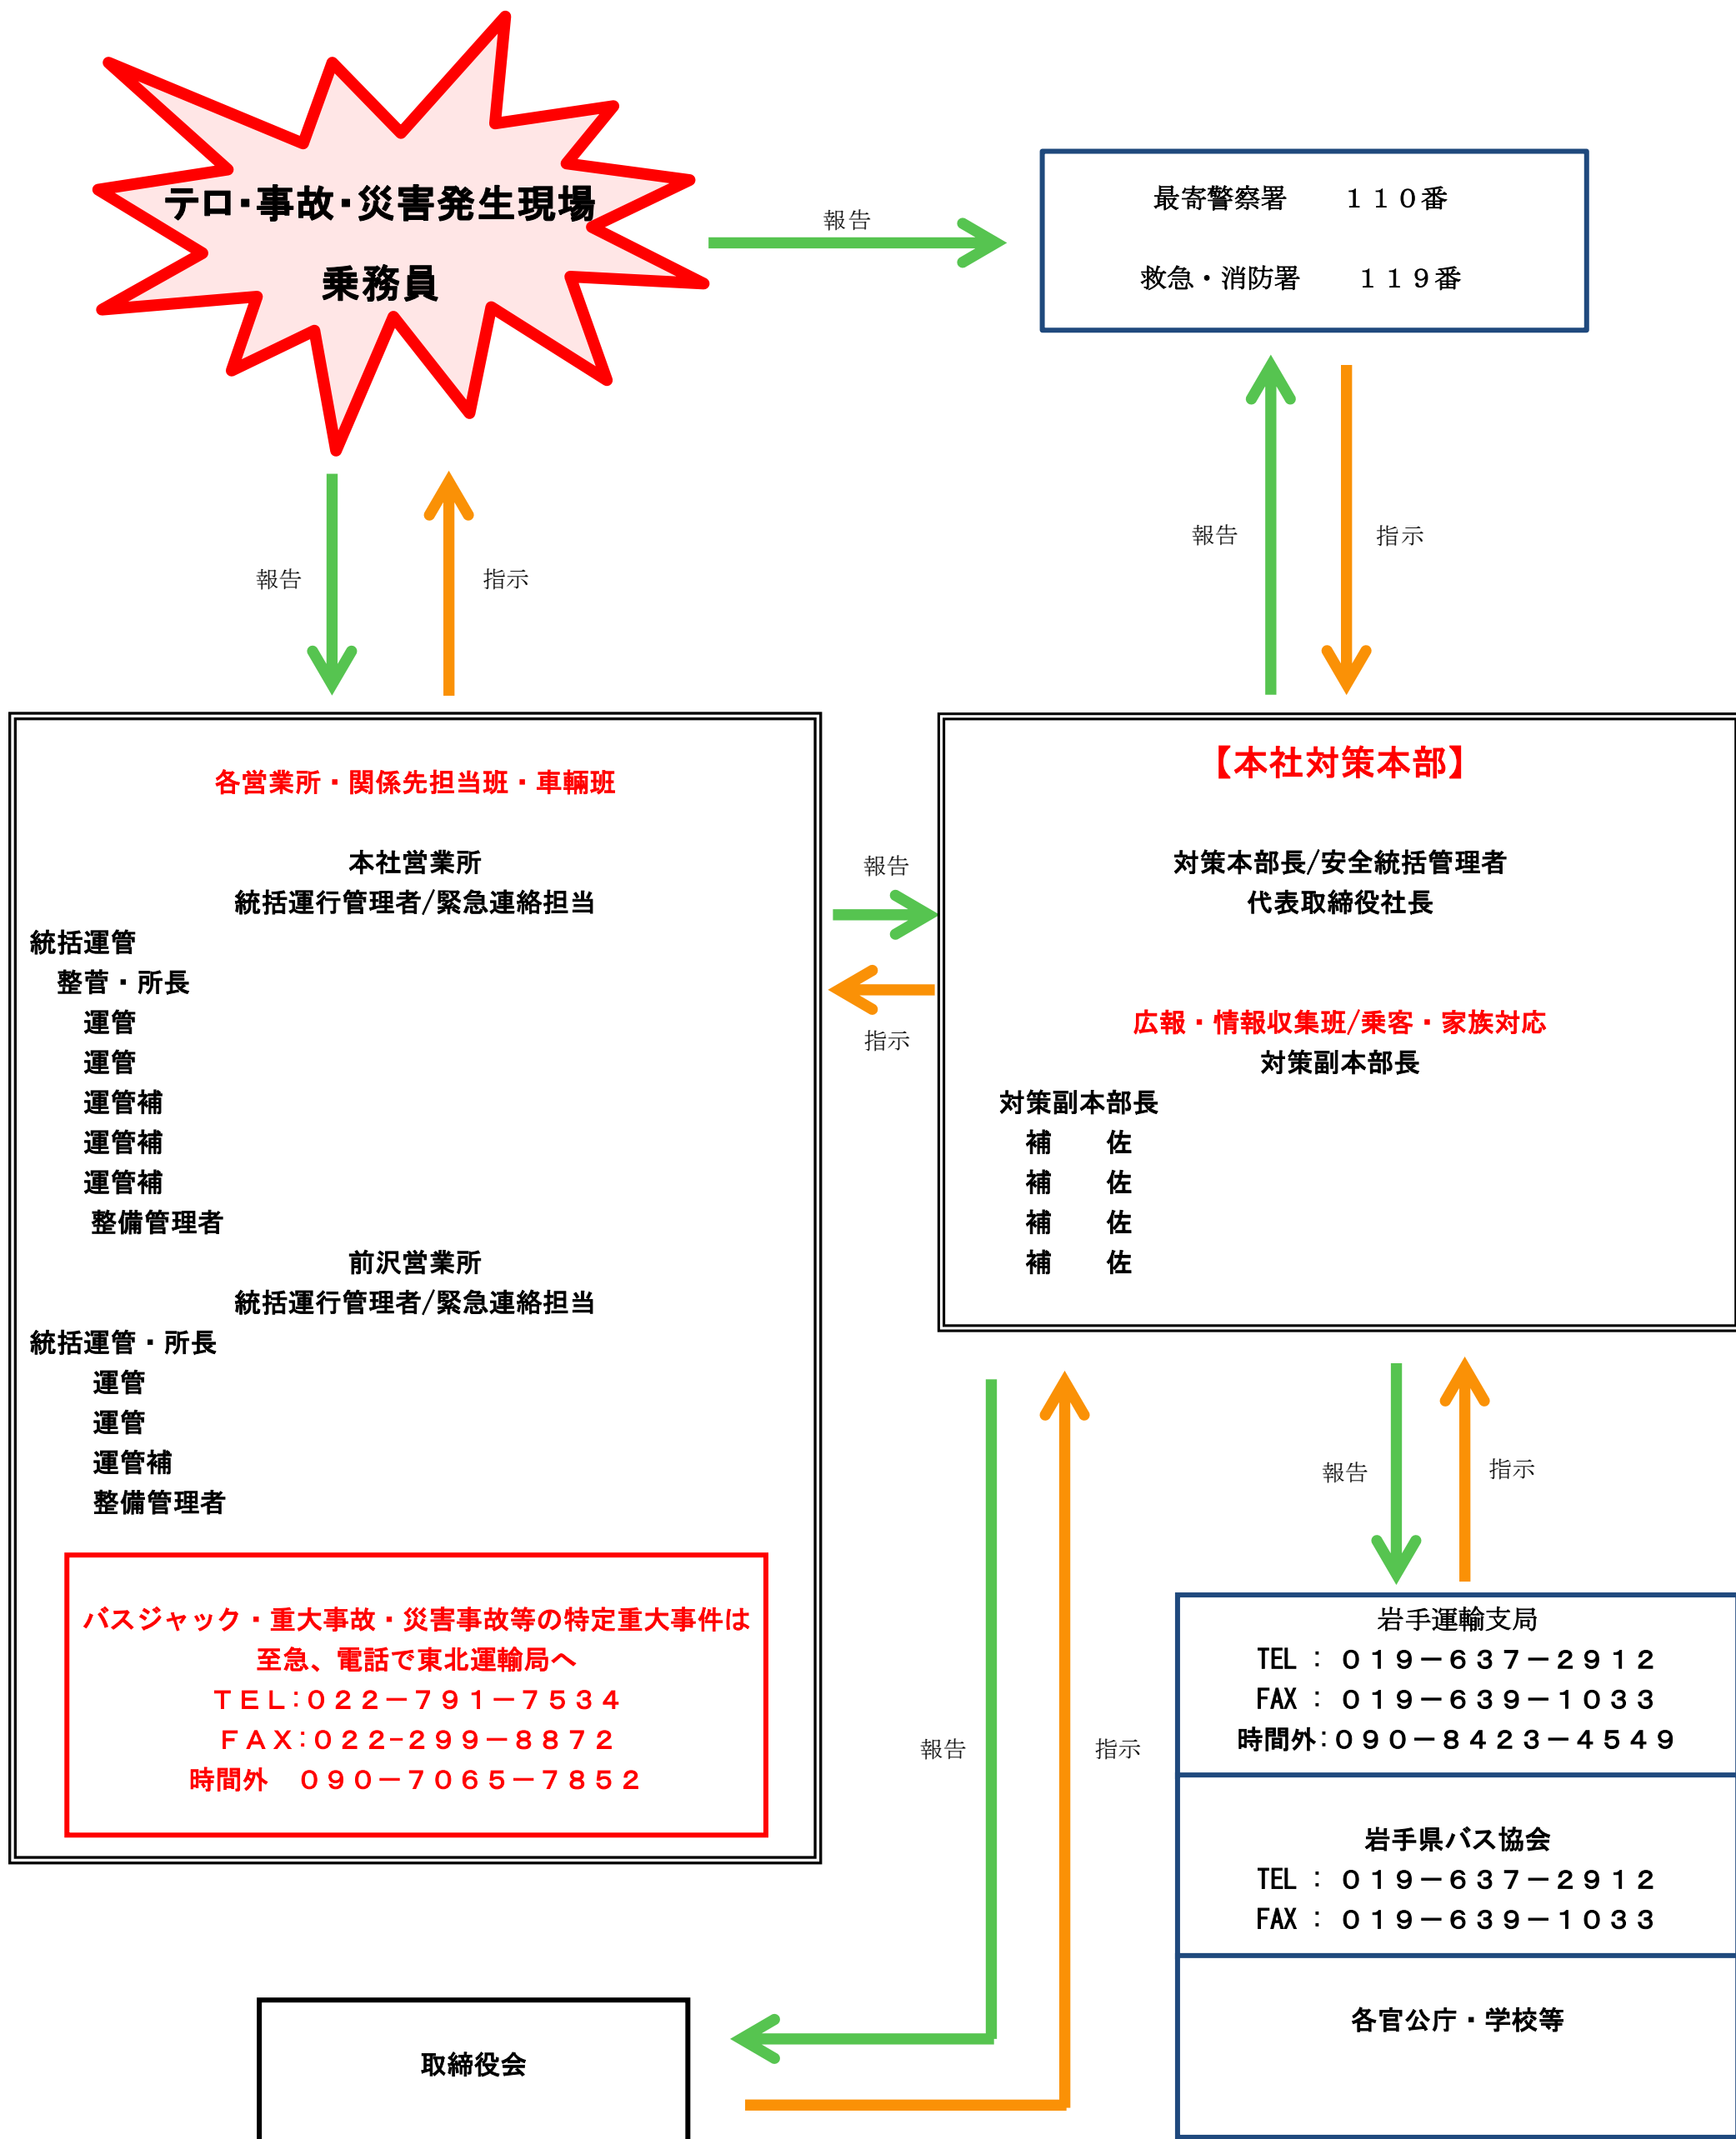 テロ・事故・災害発生現場
乗務員
報告
最寄警察署　　１１０番
救急・消防署　　１１９番
報告
指示
報告
指示
各営業所・関係先担当班・車輛班
本社営業所
統括運行管理者/緊急連絡担当
統括運管
整菅・所長
運管
運管
運管補
運管補
運管補
整備管理者
前沢営業所
統括運行管理者/緊急連絡担当
統括運管・所長
運管
運管
運管補
整備管理者
バスジャック・重大事故・災害事故等の特定重大事件は
至急、電話で東北運輸局へ
ＴＥＬ：０２２－７９１－７５３４
ＦＡＸ：０２２-２９９－８８７２
時間外　０９０－７０６５－７８５２
報告
指示
【本社対策本部】
対策本部長/安全統括管理者
代表取締役社長
広報・情報収集班/乗客・家族対応
対策副本部長
対策副本部長
補　　佐
補　　佐
補　　佐
補　　佐
報告
指示
報告
指示
岩手運輸支局
TEL：０１９－６３７－２９１２
FAX：０１９－６３９－１０３３
時間外：０９０－８４２３－４５４９
岩手県バス協会
TEL：０１９－６３７－２９１２
FAX：０１９－６３９－１０３３
各官公庁・学校等
取締役会